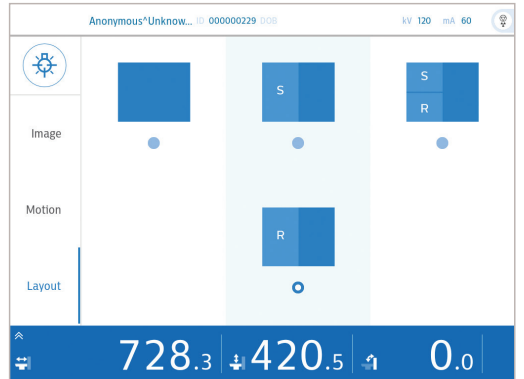 Anonymous^Unknow... ID 000000229 DOB kV 120 mA 60
S
S
R
Image
Motion
R
Layout
728.3 420.5 0.0